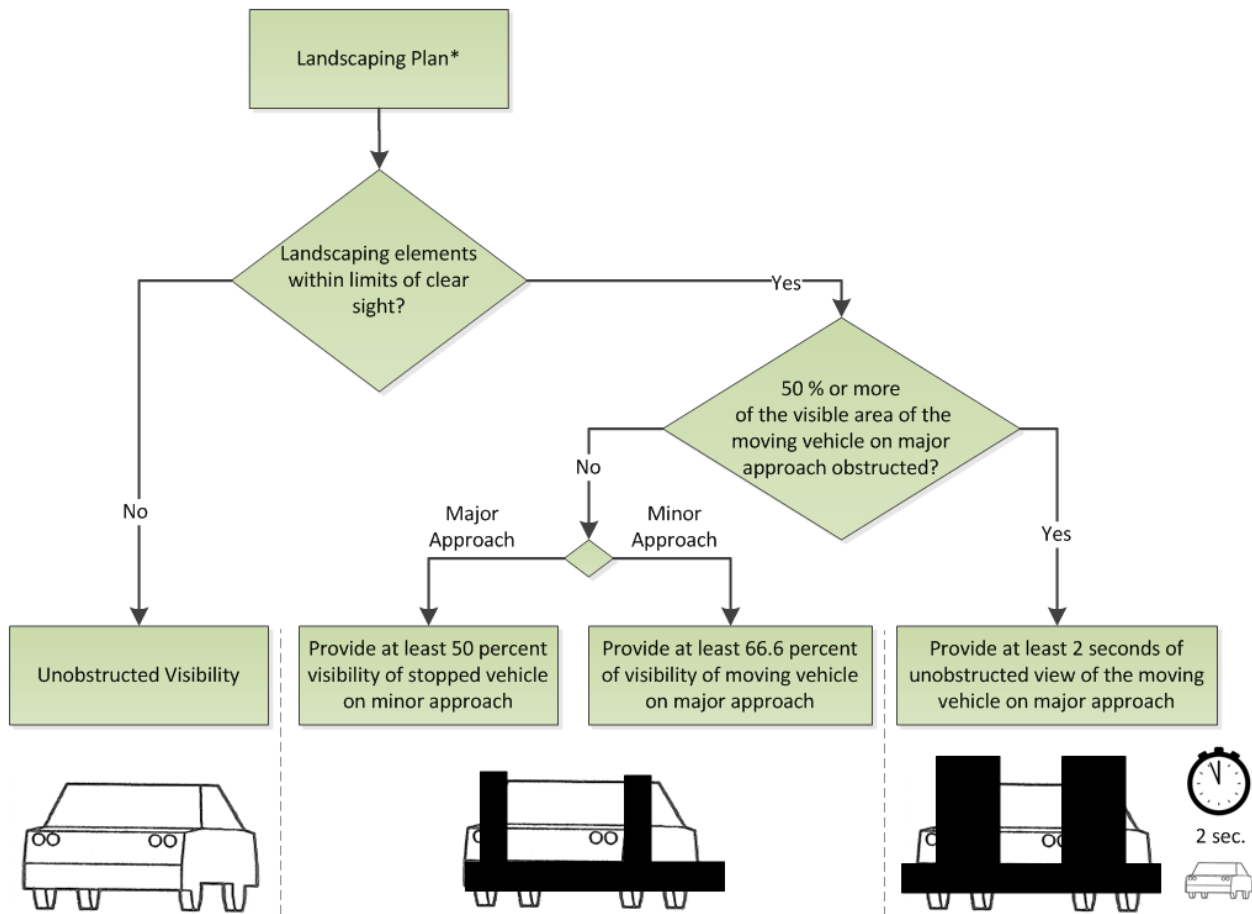 Landscaping Plan*
Landscaping elements
within limits of clear
sight?
Yes
50 % or more
of the visible area of the
moving vehicle on major
approach obstructed?
No
No
Major
Approach
Minor
Approach
Yes
Unobstructed Visibility
Provide at least 50 percent
visibility of stopped vehicle
on minor approach
Provide at least 66.6 percent
of visibility of moving vehicle
on major approach
Provide at least 2 seconds of
unobstructed view of the moving
vehicle on major approach
2 sec.